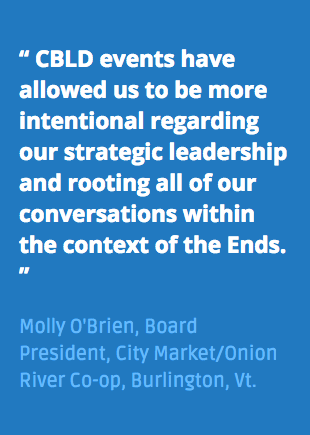 “ CBLD events have
allowed us to be more
intentional regarding
our strategic leadership
and rooting all of our
conversations within
the context of the Ends.
”
Molly O'Brien, Board
President, City Market/Onion
River Co-op, Burlington, Vt.